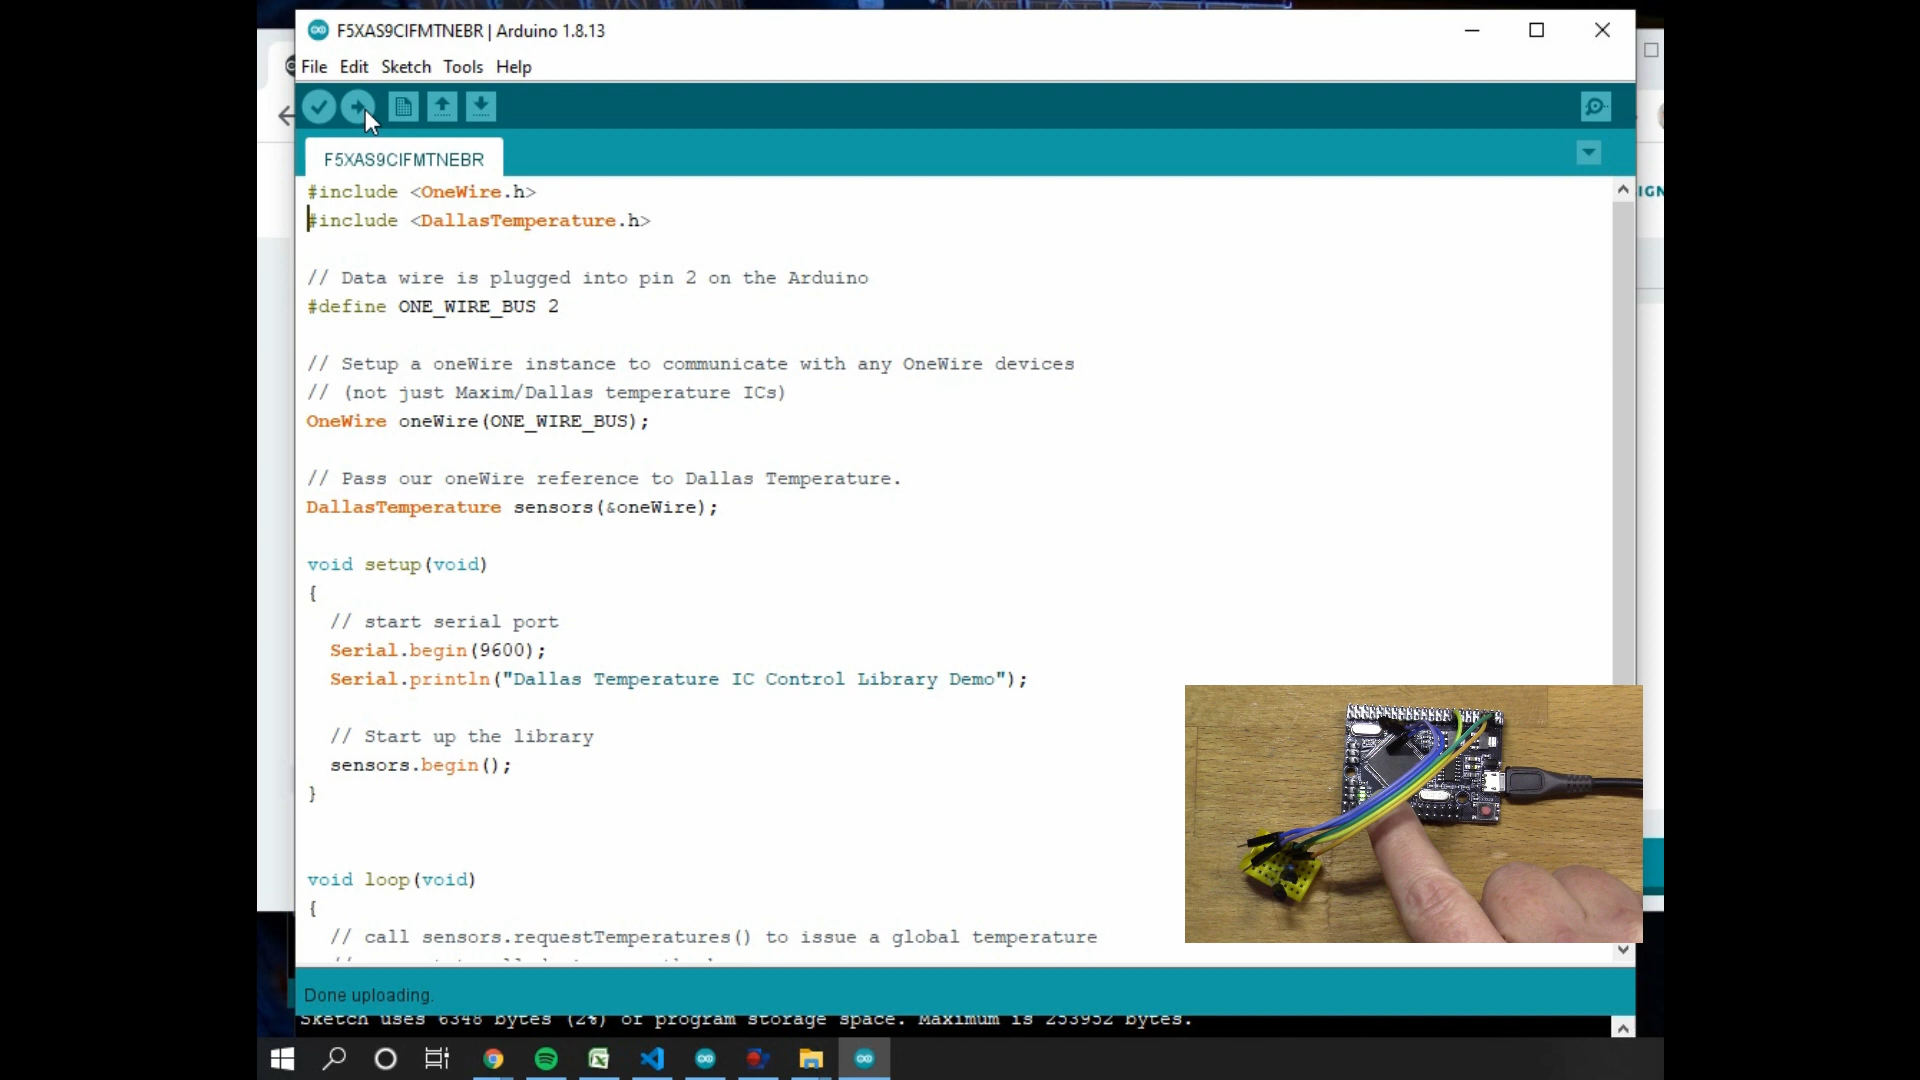 F5XAS9CIFMTNEBR | Arduino 1.8.13
File Edit Sketch Tools Help
F5XAS9CIFMTNEBR
#include <OneWire.h>
#include <DallasTemperature.h>
// Data wire is plugged into pin 2 on the Arduino
#define ONE_WIRE_BUS 2
// Setup a oneWire instance to communicate with any OneWire devices
// (not just Maxim/Dallas temperature ICs)
OneWire oneWire(ONE_WIRE_BUS);
// Pass our oneWire reference to Dallas Temperature.
DallasTemperature sensors(&oneWire);
void setup(void)
{
// start serial port
Serial.begin(9600);
Serial.println("Dallas Temperature IC Control Library Demo");
// Start up the library
sensors.begin();
}
void loop(void)
{
// call sensors.requestTemperatures() to issue a global temperature
Done uploading.
Sketch uses 6348 bytes (2%) of program storage space. Maximum is 253952 bytes.